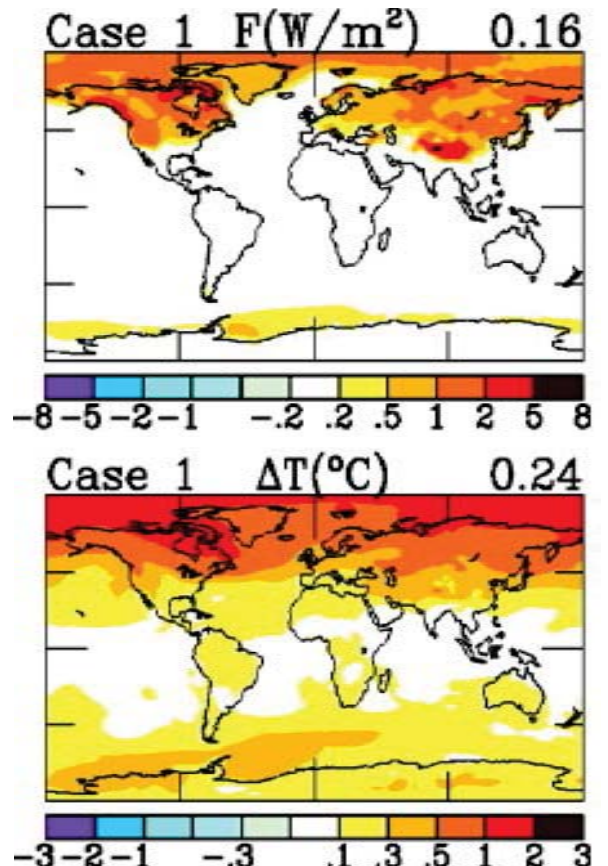 Case 1 F(W/m²) 0.16
-8 -5 -2 -1 -.2 .2 .5 1 2 5 8
Case 1 ΔT(°C) 0.24
-3 -2 -1 -.3 .1 .3 .5 1 2 3